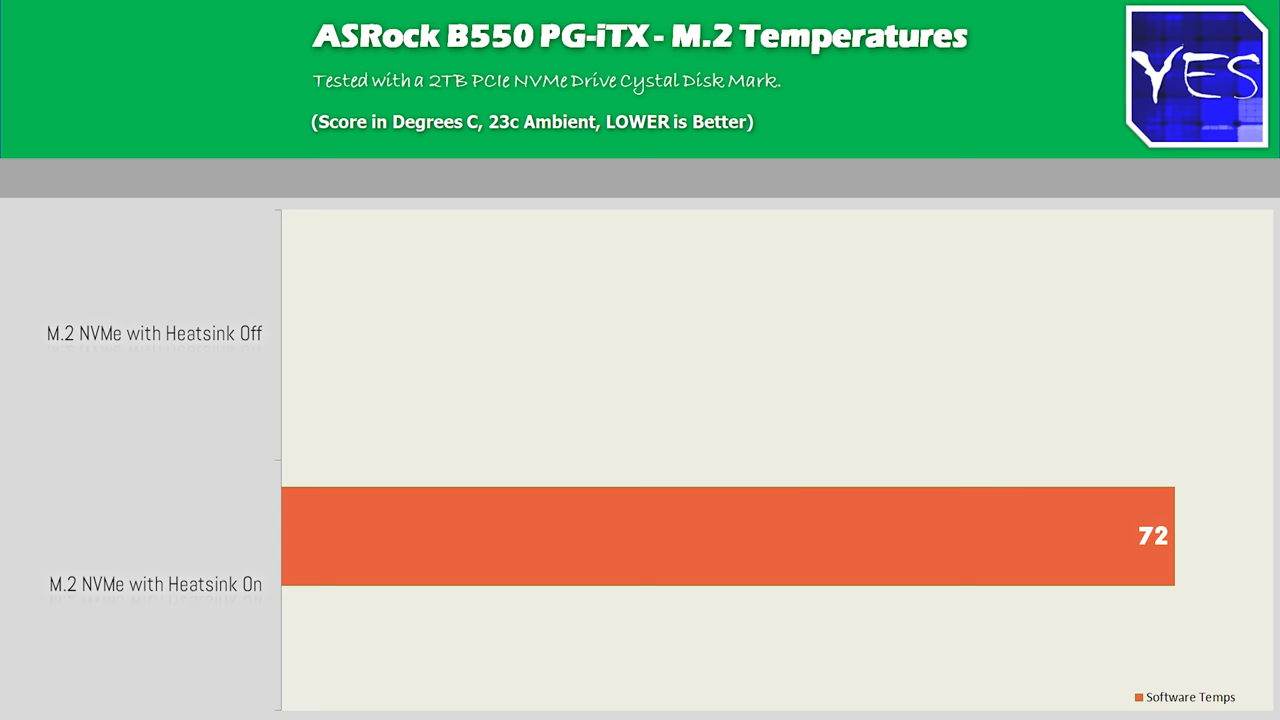 ASRock B550 PG-iTX - M.2 Temperatures
Tested with a 2TB PCIe NVMe Drive Cystal Disk Mark.
(Score in Degrees C, 23c Ambient, LOWER is Better)
YES
M.2 NVMe with Heatsink Off
72
M.2 NVMe with Heatsink On
Software Temps